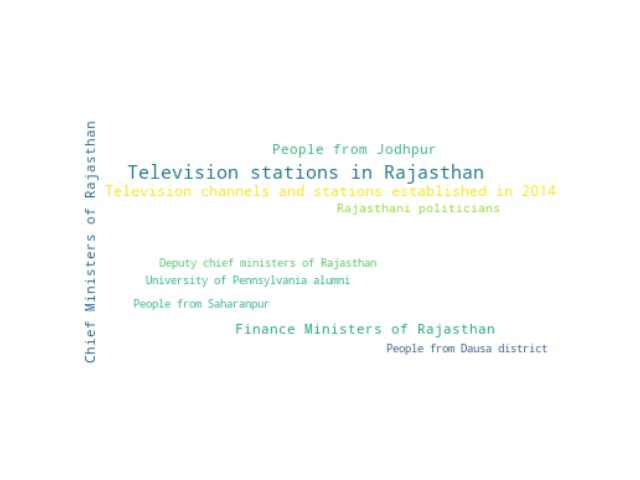 Chief Ministers of Rajasthan
People from Jodhpur
Television stations in Rajasthan
Television channels and stations established in 2014
Rajasthani politicians
Deputy chief ministers of Rajasthan
University of Pennsylvania alumni
People from Saharanpur
Finance Ministers of Rajasthan
People from Dausa district